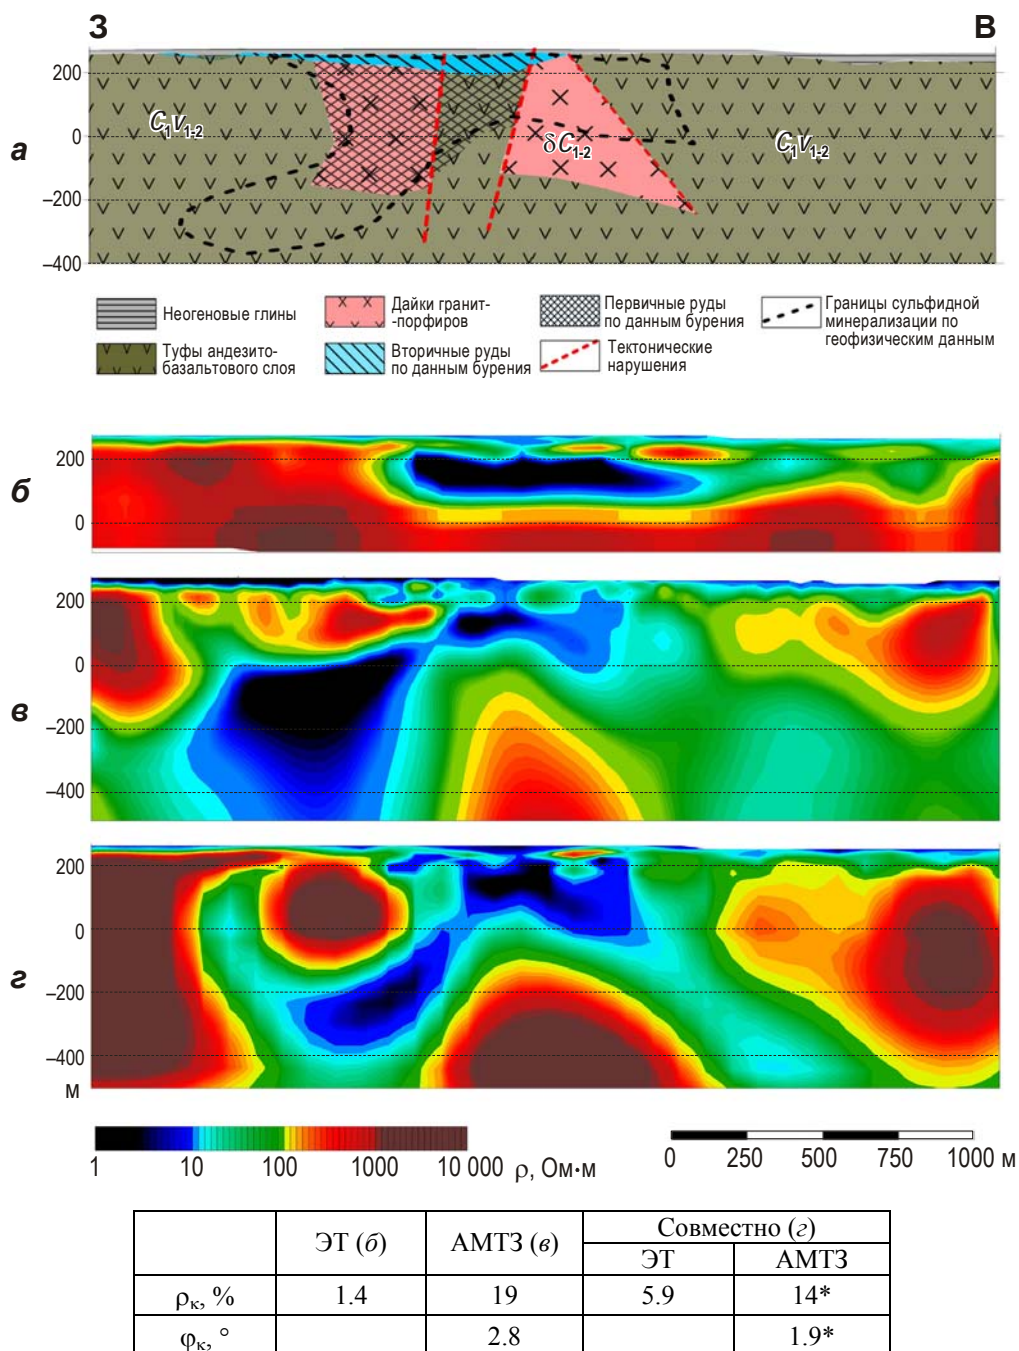 З В
а
200
0
–200
–400
C₁v₁₋₂
δC₁₋₂
C₁v₁₋₂
Неогеновые глины
Туфы андезито-
базальтового слоя
Дайки гранит-
-порфиров
Вторичные руды
по данным бурения
Первичные руды
по данным бурения
Тектонические
нарушения
Границы сульфидной
минерализации по
геофизическим данным
б
200
0
в
200
0
–200
–400
г
200
0
–200
–400
м
1 10 100 1000 10 000 ρ, Ом·м
0 250 500 750 1000 м
ЭТ (б) АМТЗ (в) Совместно (г)
ЭТ АМТЗ
ρк, % 1.4 19 5.9 14*
φк, ° 2.8 1.9*